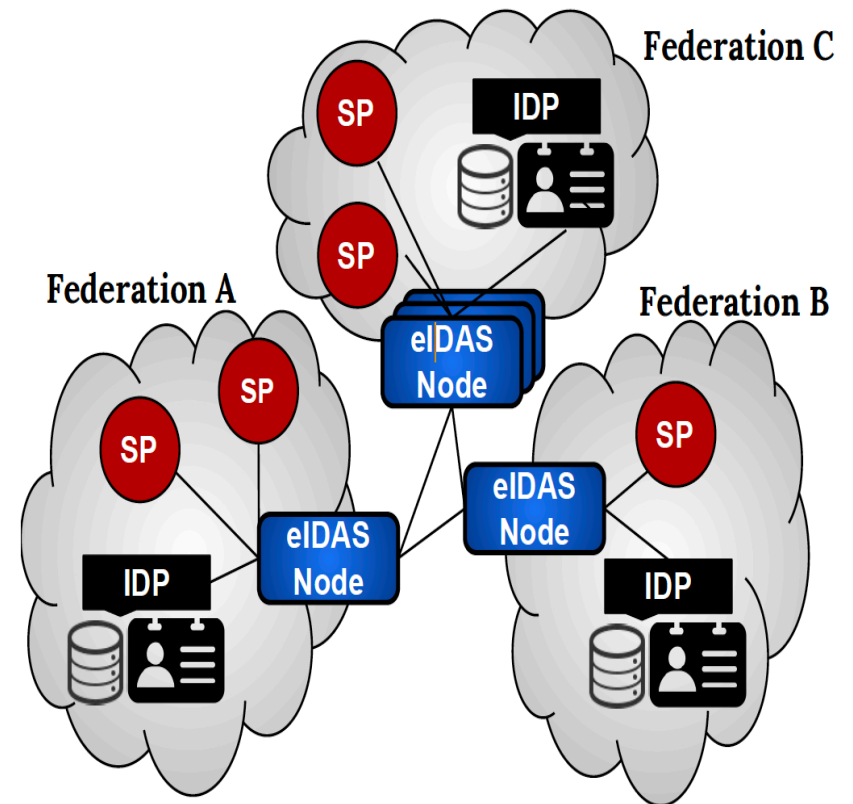 Federation C
SP
IDP
SP
eIDAS
Node
Federation A
SP
SP
eIDAS
Node
IDP
Federation B
SP
eIDAS
Node
IDP